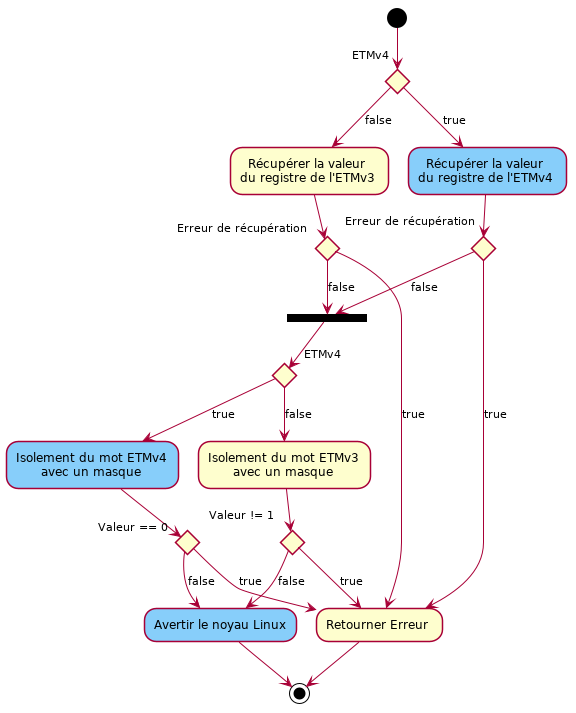 ETMv4
false
true
Récupérer la valeur
du registre de l'ETMv3
Récupérer la valeur
du registre de l'ETMv4
Erreur de récupération
Erreur de récupération
false
false
ETMv4
true
false
true
true
Isolement du mot ETMv4
avec un masque
Isolement du mot ETMv3
avec un masque
Valeur == 0
Valeur != 1
false
true
false
true
Avertir le noyau Linux
Retourner Erreur